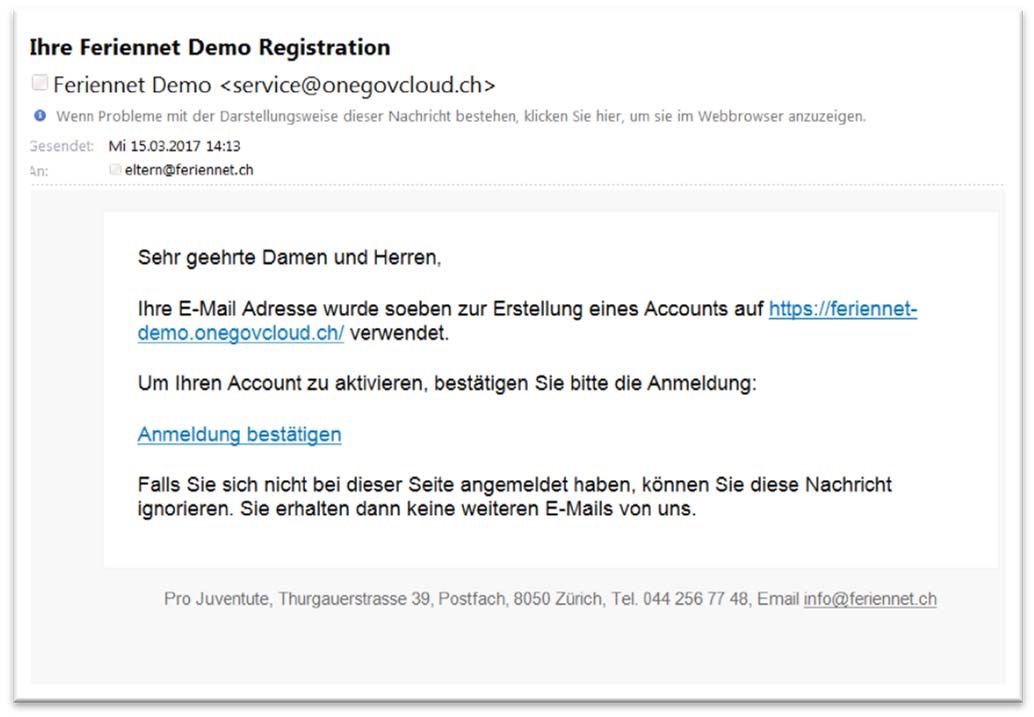 Ihre Feriennet Demo Registration
Feriennet Demo <service@onegovcloud.ch>
Wenn Probleme mit der Darstellungsweise dieser Nachricht bestehen, klicken Sie hier, um sie im Webbrowser anzuzeigen.
Gesendet: Mi 15.03.2017 14:13
An: eltern@feriennet.ch
Sehr geehrte Damen und Herren,
Ihre E-Mail Adresse wurde soeben zur Erstellung eines Accounts auf https://feriennet-
demo.onegovcloud.ch/ verwendet.
Um Ihren Account zu aktivieren, bestätigen Sie bitte die Anmeldung:
Anmeldung bestätigen
Falls Sie sich nicht bei dieser Seite angemeldet haben, können Sie diese Nachricht
ignorieren. Sie erhalten dann keine weiteren E-Mails von uns.
Pro Juventute, Thurgauerstrasse 39, Postfach, 8050 Zürich, Tel. 044 256 77 48, Email info@feriennet.ch